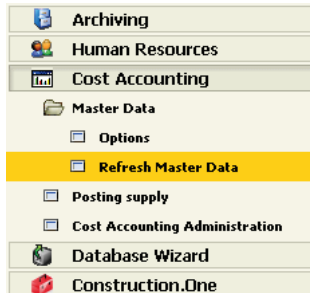 Archiving
Human Resources
Cost Accounting
Master Data
Options
Refresh Master Data
Posting supply
Cost Accounting Administration
Database Wizard
Construction.One